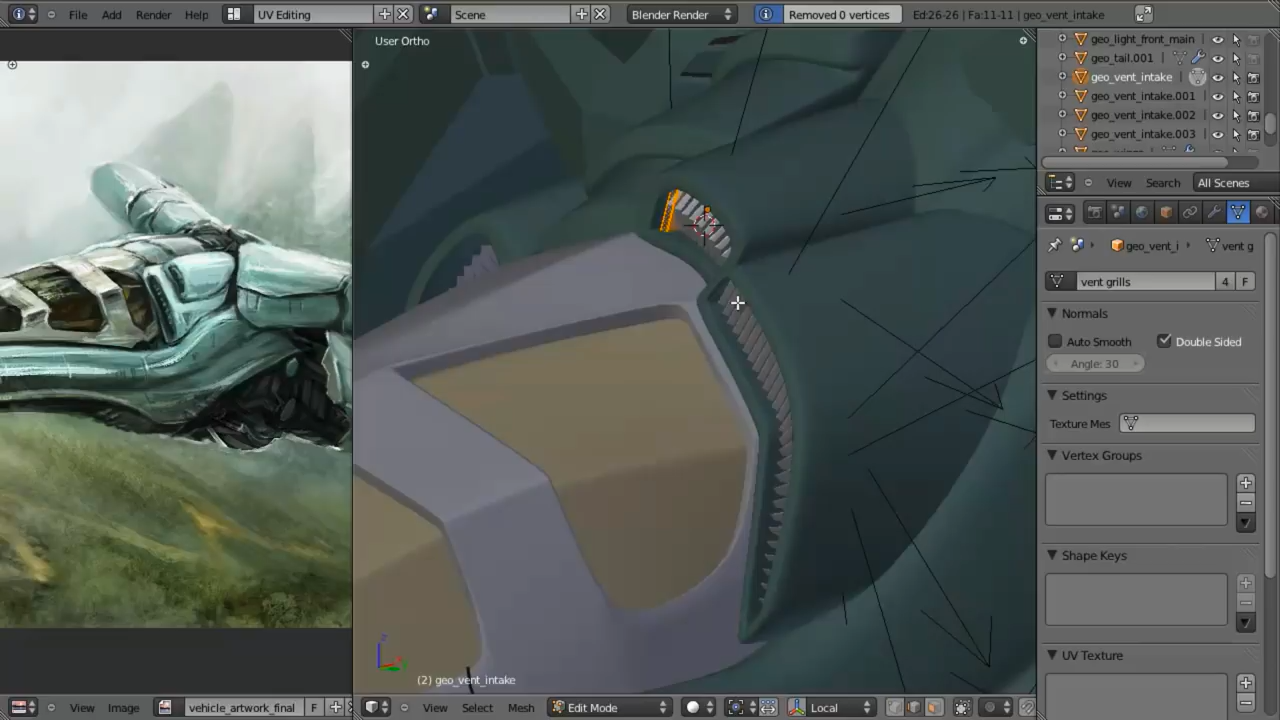 File Add Render Help UV Editing Scene Blender Render Removed 0 vertices Ed:26-26 | Fa:11-11 | geo_vent_intake
User Ortho
geo_light_front_main
geo_tail.001
geo_vent_intake
geo_vent_intake.001
geo_vent_intake.002
geo_vent_intake.003
View Search All Scenes
geo_vent_i vent g
vent grills 4 F
Normals
Auto Smooth Double Sided
Angle: 30
Settings
Texture Mes
Vertex Groups
Shape Keys
UV Texture
(2) geo_vent_intake
View Image vehicle_artwork_final F View Select Mesh Edit Mode Local